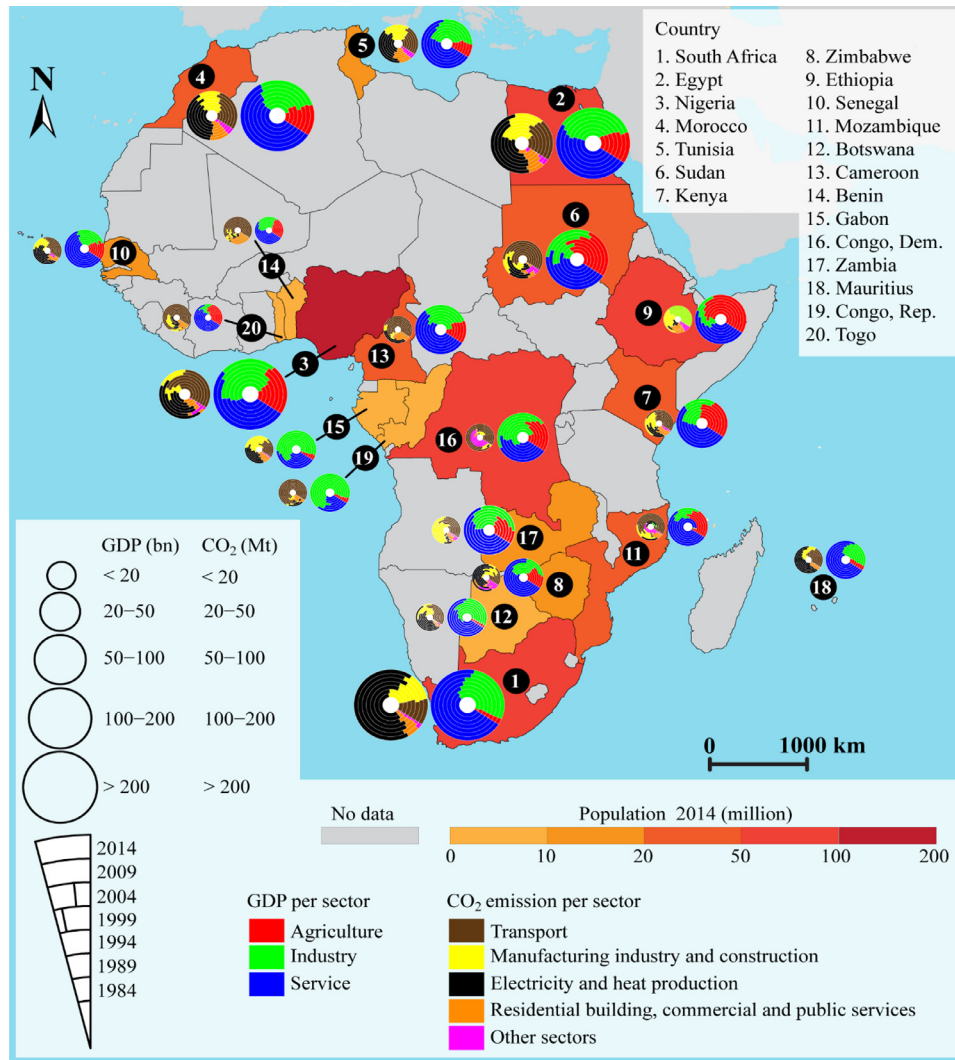 Country
1. South Africa
2. Egypt
3. Nigeria
4. Morocco
5. Tunisia
6. Sudan
7. Kenya
8. Zimbabwe
9. Ethiopia
10. Senegal
11. Mozambique
12. Botswana
13. Cameroon
14. Benin
15. Gabon
16. Congo, Dem.
17. Zambia
18. Mauritius
19. Congo, Rep.
20. Togo
N
5
4
2
6
10
14
20
9
3
13
7
15
16
19
17
11
18
8
12
1
0 1000 km
GDP (bn) CO₂ (Mt)
< 20 < 20
20−50 20−50
50−100 50−100
100−200 100−200
> 200 > 200
2014
2009
2004
1999
1994
1989
1984
No data
Population 2014 (million)
0 10 20 50 100 200
GDP per sector
Agriculture
Industry
Service
CO₂ emission per sector
Transport
Manufacturing industry and construction
Electricity and heat production
Residential building, commercial and public services
Other sectors